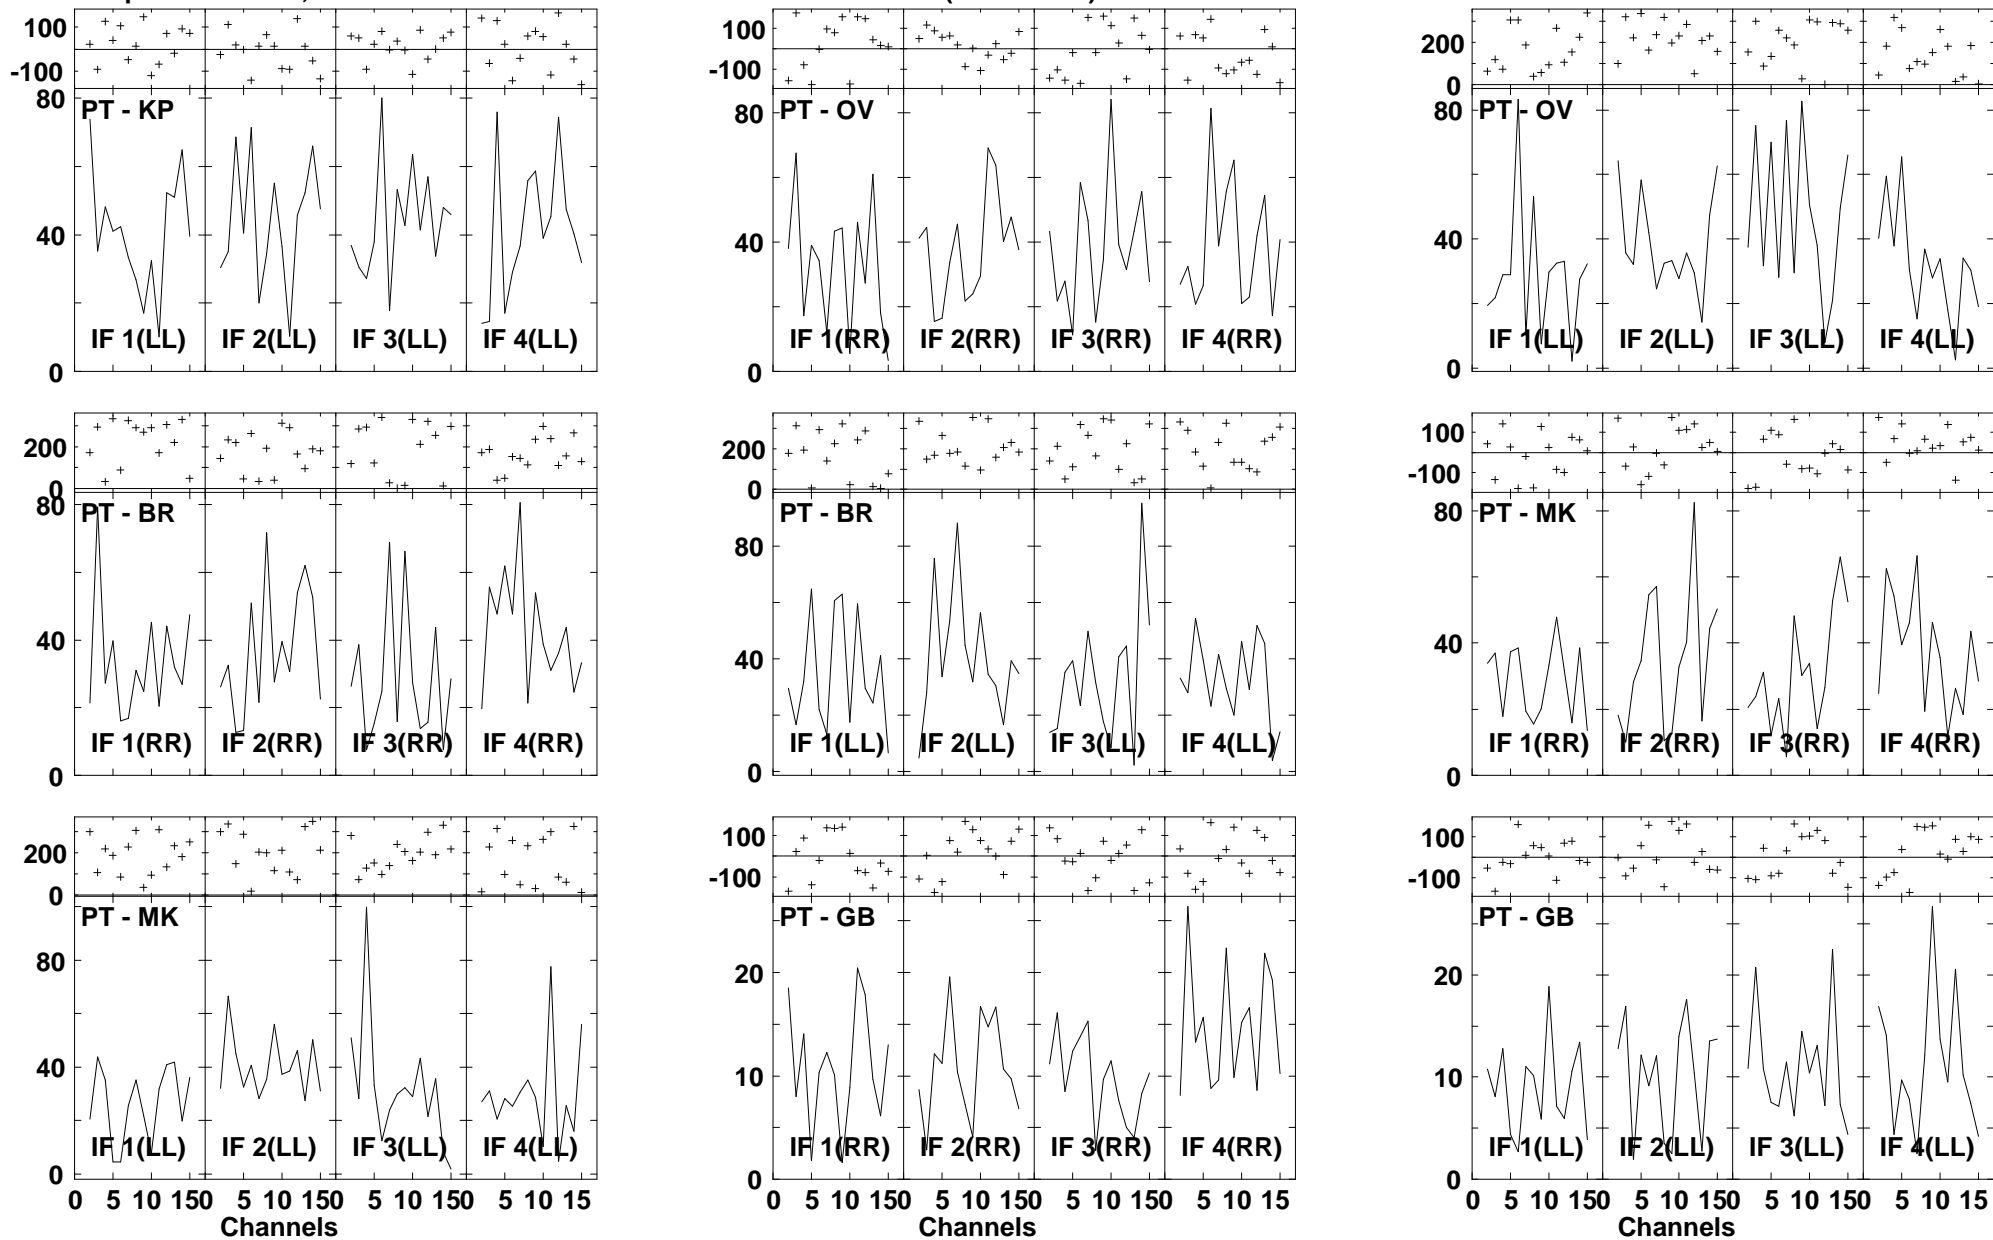 100
-100
80
PT - KP
40
IF 1(LL) IF 2(LL) IF 3(LL) IF 4(LL)
0
100
-100
80
PT - OV
40
IF 1(RR) IF 2(RR) IF 3(RR) IF 4(RR)
0
200
0
80
PT - OV
40
IF 1(LL) IF 2(LL) IF 3(LL) IF 4(LL)
0
200
0
80
PT - BR
40
IF 1(RR) IF 2(RR) IF 3(RR) IF 4(RR)
0
200
0
PT - BR
80
40
IF 1(LL) IF 2(LL) IF 3(LL) IF 4(LL)
0
100
-100
80
PT - MK
40
IF 1(RR) IF 2(RR) IF 3(RR) IF 4(RR)
0
200
0
PT - MK
80
40
IF 1(LL) IF 2(LL) IF 3(LL) IF 4(LL)
0
0 5 10 150 5 10 150 5 10 150 5 10 15
Channels
100
-100
PT - GB
20
10
IF 1(RR) IF 2(RR) IF 3(RR) IF 4(RR)
0
0 5 10 150 5 10 150 5 10 150 5 10 15
Channels
100
-100
PT - GB
20
10
IF 1(LL) IF 2(LL) IF 3(LL) IF 4(LL)
0
0 5 10 150 5 10 150 5 10 150 5 10 15
Channels